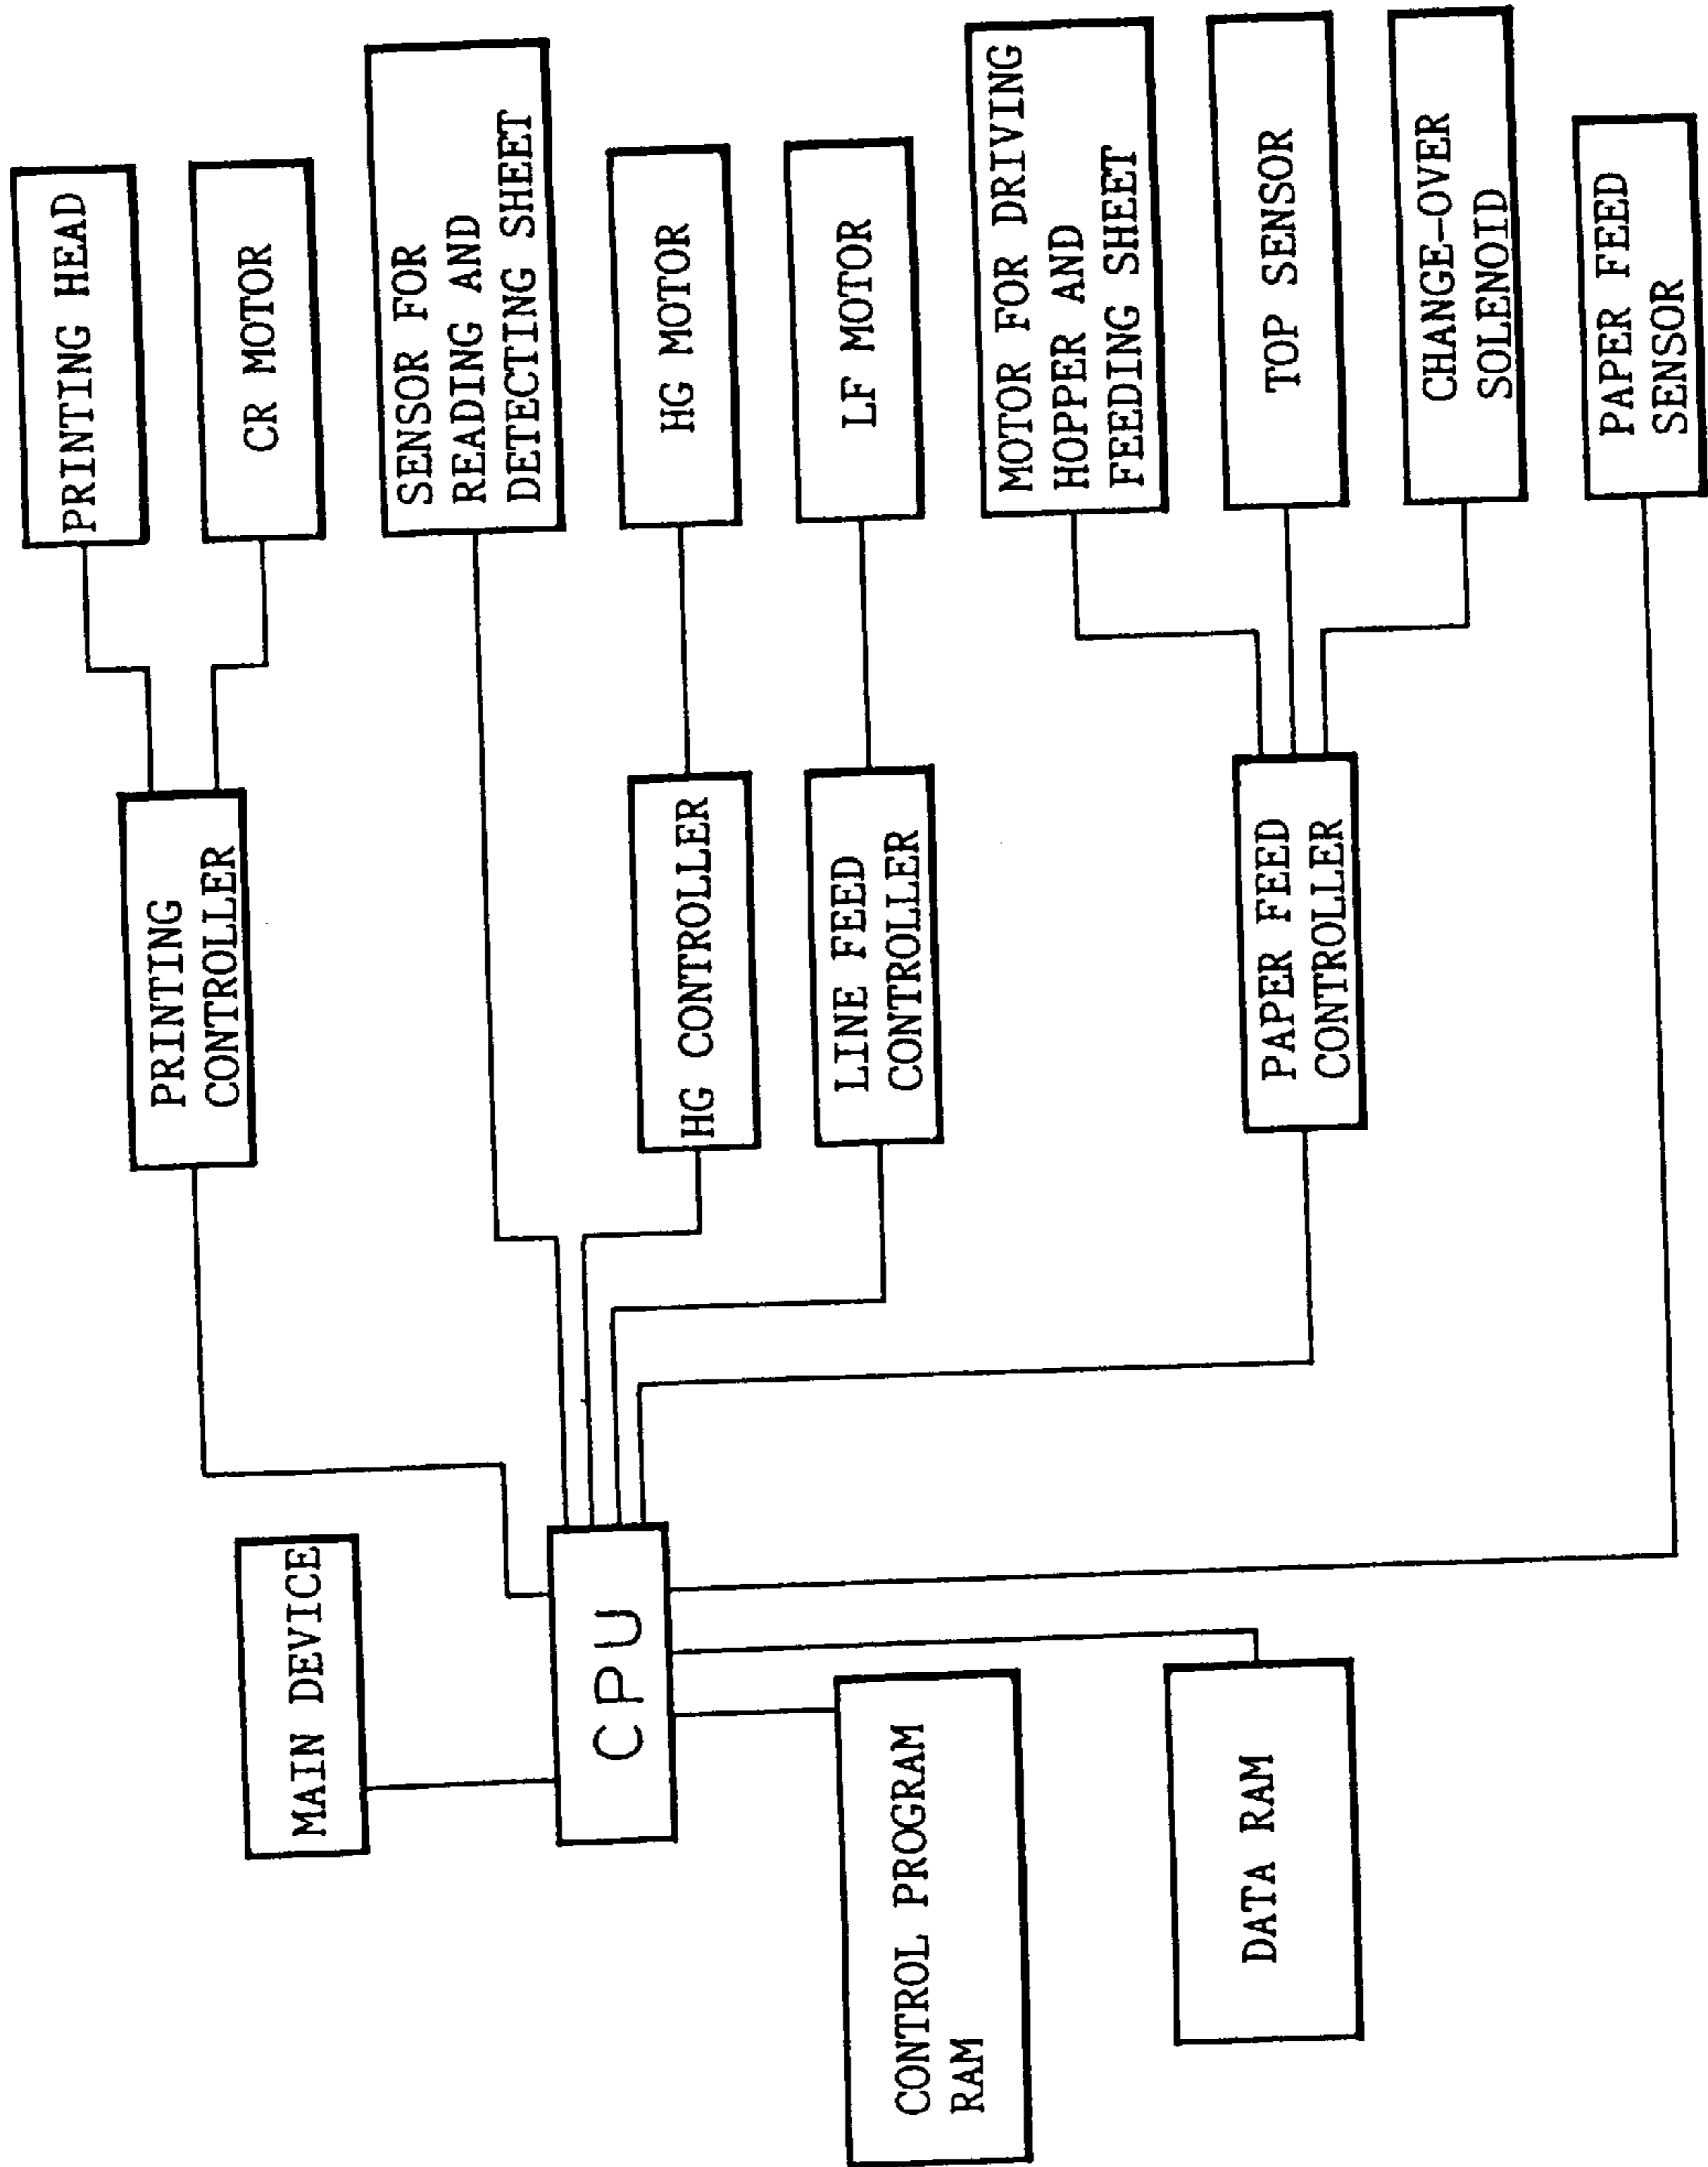 PRINTING HEAD
CR MOTOR
PRINTING
CONTROLLER
MAIN DEVICE
SENSOR FOR
READING AND
DETECTING SHEET
HG MOTOR
HG CONTROLLER
LF MOTOR
LINE FEED
CONTROLLER
CPU
CONTROL PROGRAM
RAM
MOTOR FOR DRIVING
HOPPER AND
FEEDING SHEET
TOP SENSOR
CHANGE-OVER
SOLENOID
PAPER FEED
CONTROLLER
DATA RAM
PAPER FEED
SENSOR